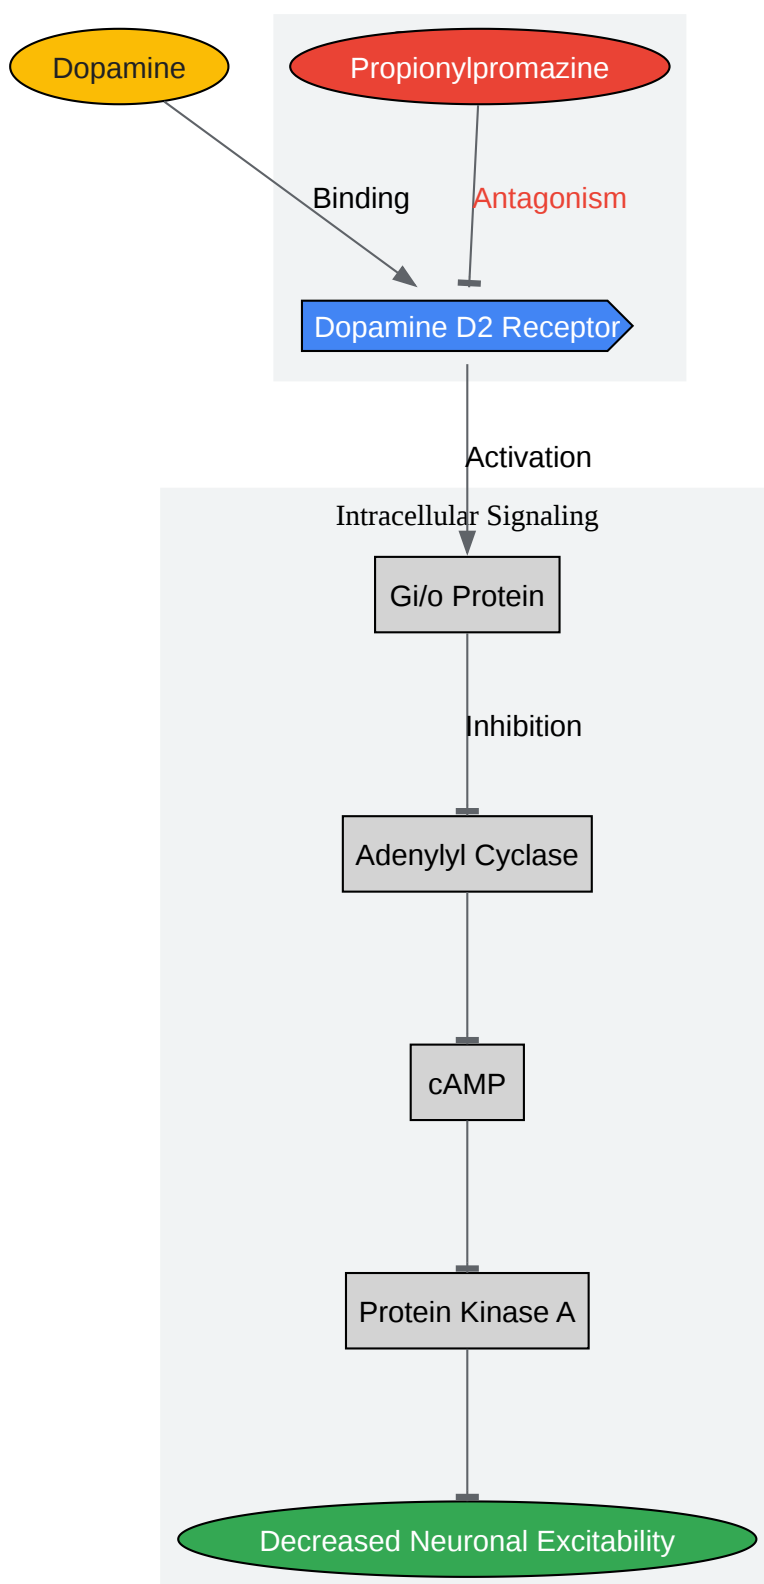 Dopamine
Propionylpromazine
Binding
Antagonism
Dopamine D2 Receptor
Activation
Intracellular Signaling
Gi/o Protein
Inhibition
Adenylyl Cyclase
cAMP
Protein Kinase A
Decreased Neuronal Excitability